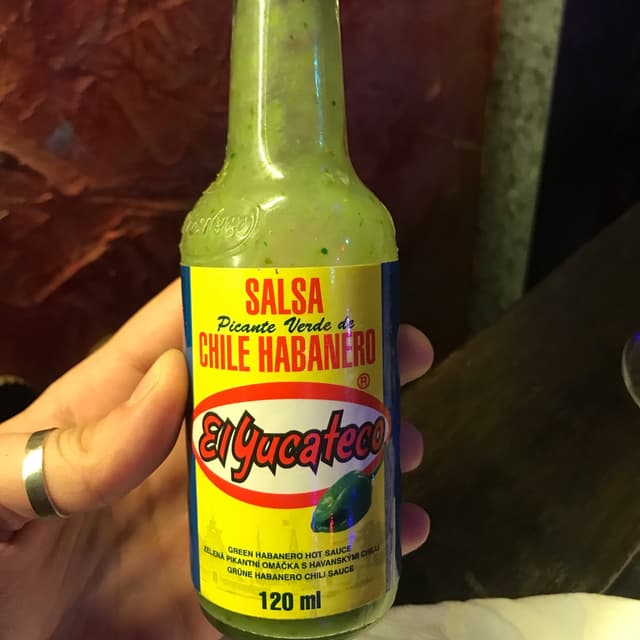 SALSA
Picante Verde de
CHILE HABANERO
®
El Yucateco
GREEN HABANERO HOT SAUCE
ZELENÁ PIKANTNÍ OMÁČKA S HAVANSKÝMI CHILLI
GRÜNE HABANERO CHILI SAUCE
120 ml